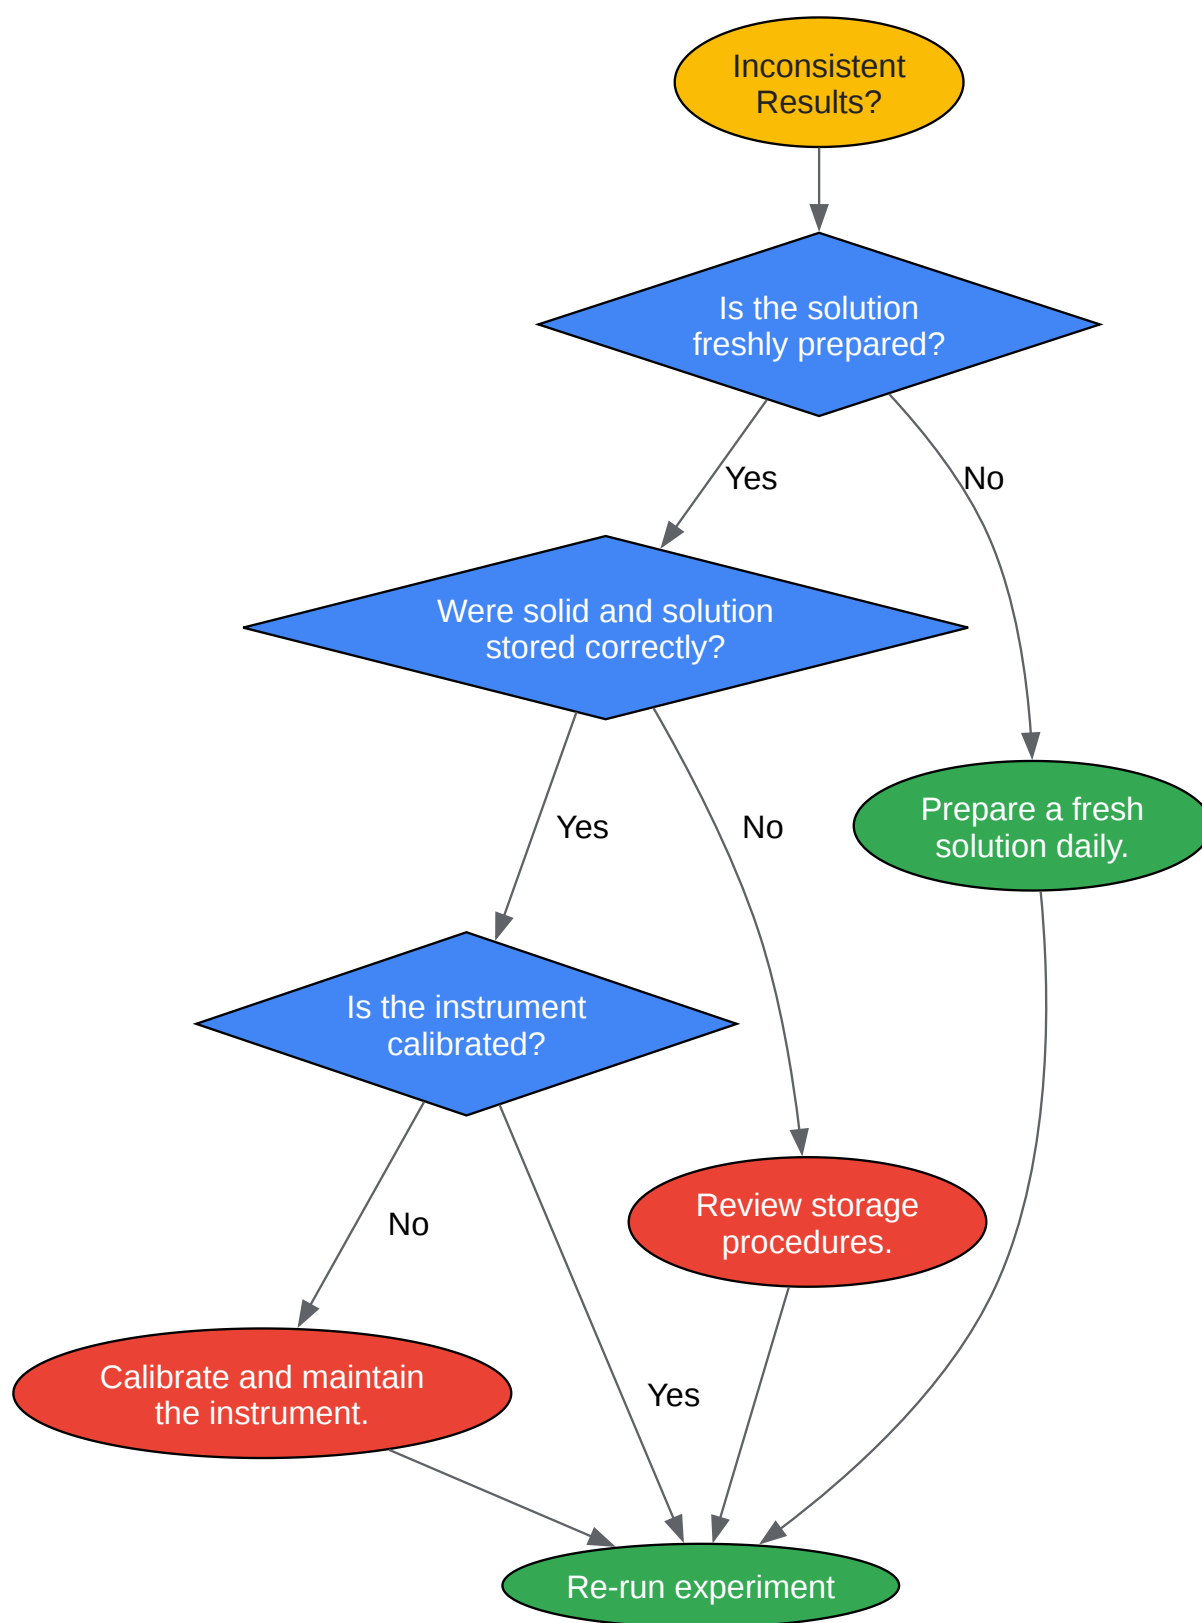 Inconsistent
Results?
Is the solution
freshly prepared?
Yes
No
Were solid and solution
stored correctly?
Yes
No
Prepare a fresh
solution daily.
Is the instrument
calibrated?
No
Yes
Review storage
procedures.
Calibrate and maintain
the instrument.
Re-run experiment